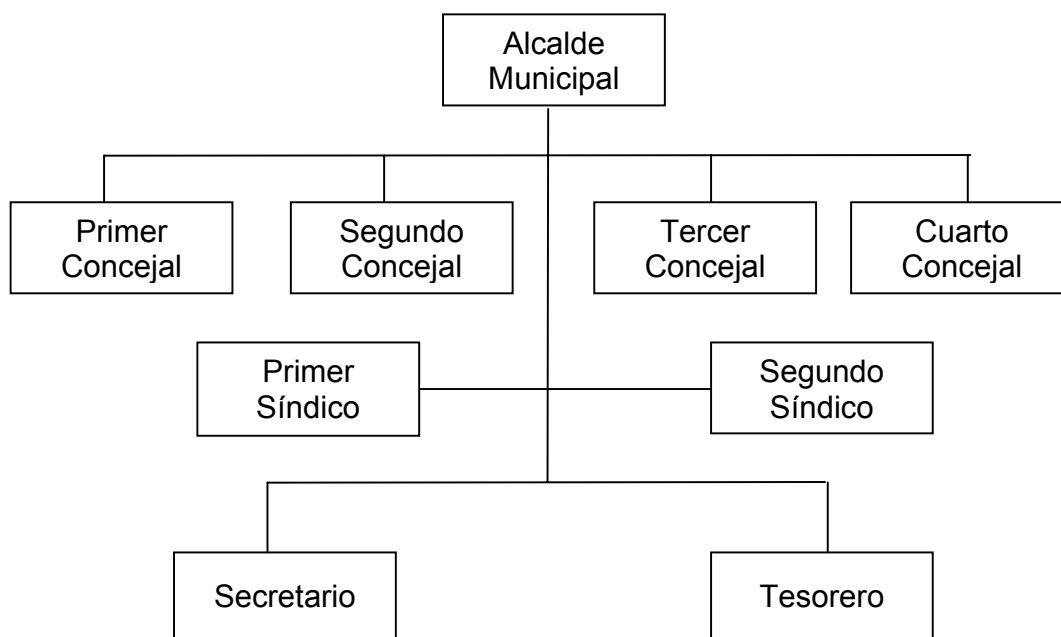 Alcalde
Municipal
Primer
Concejal
Segundo
Concejal
Tercer
Concejal
Cuarto
Concejal
Primer
Síndico
Segundo
Síndico
Secretario
Tesorero